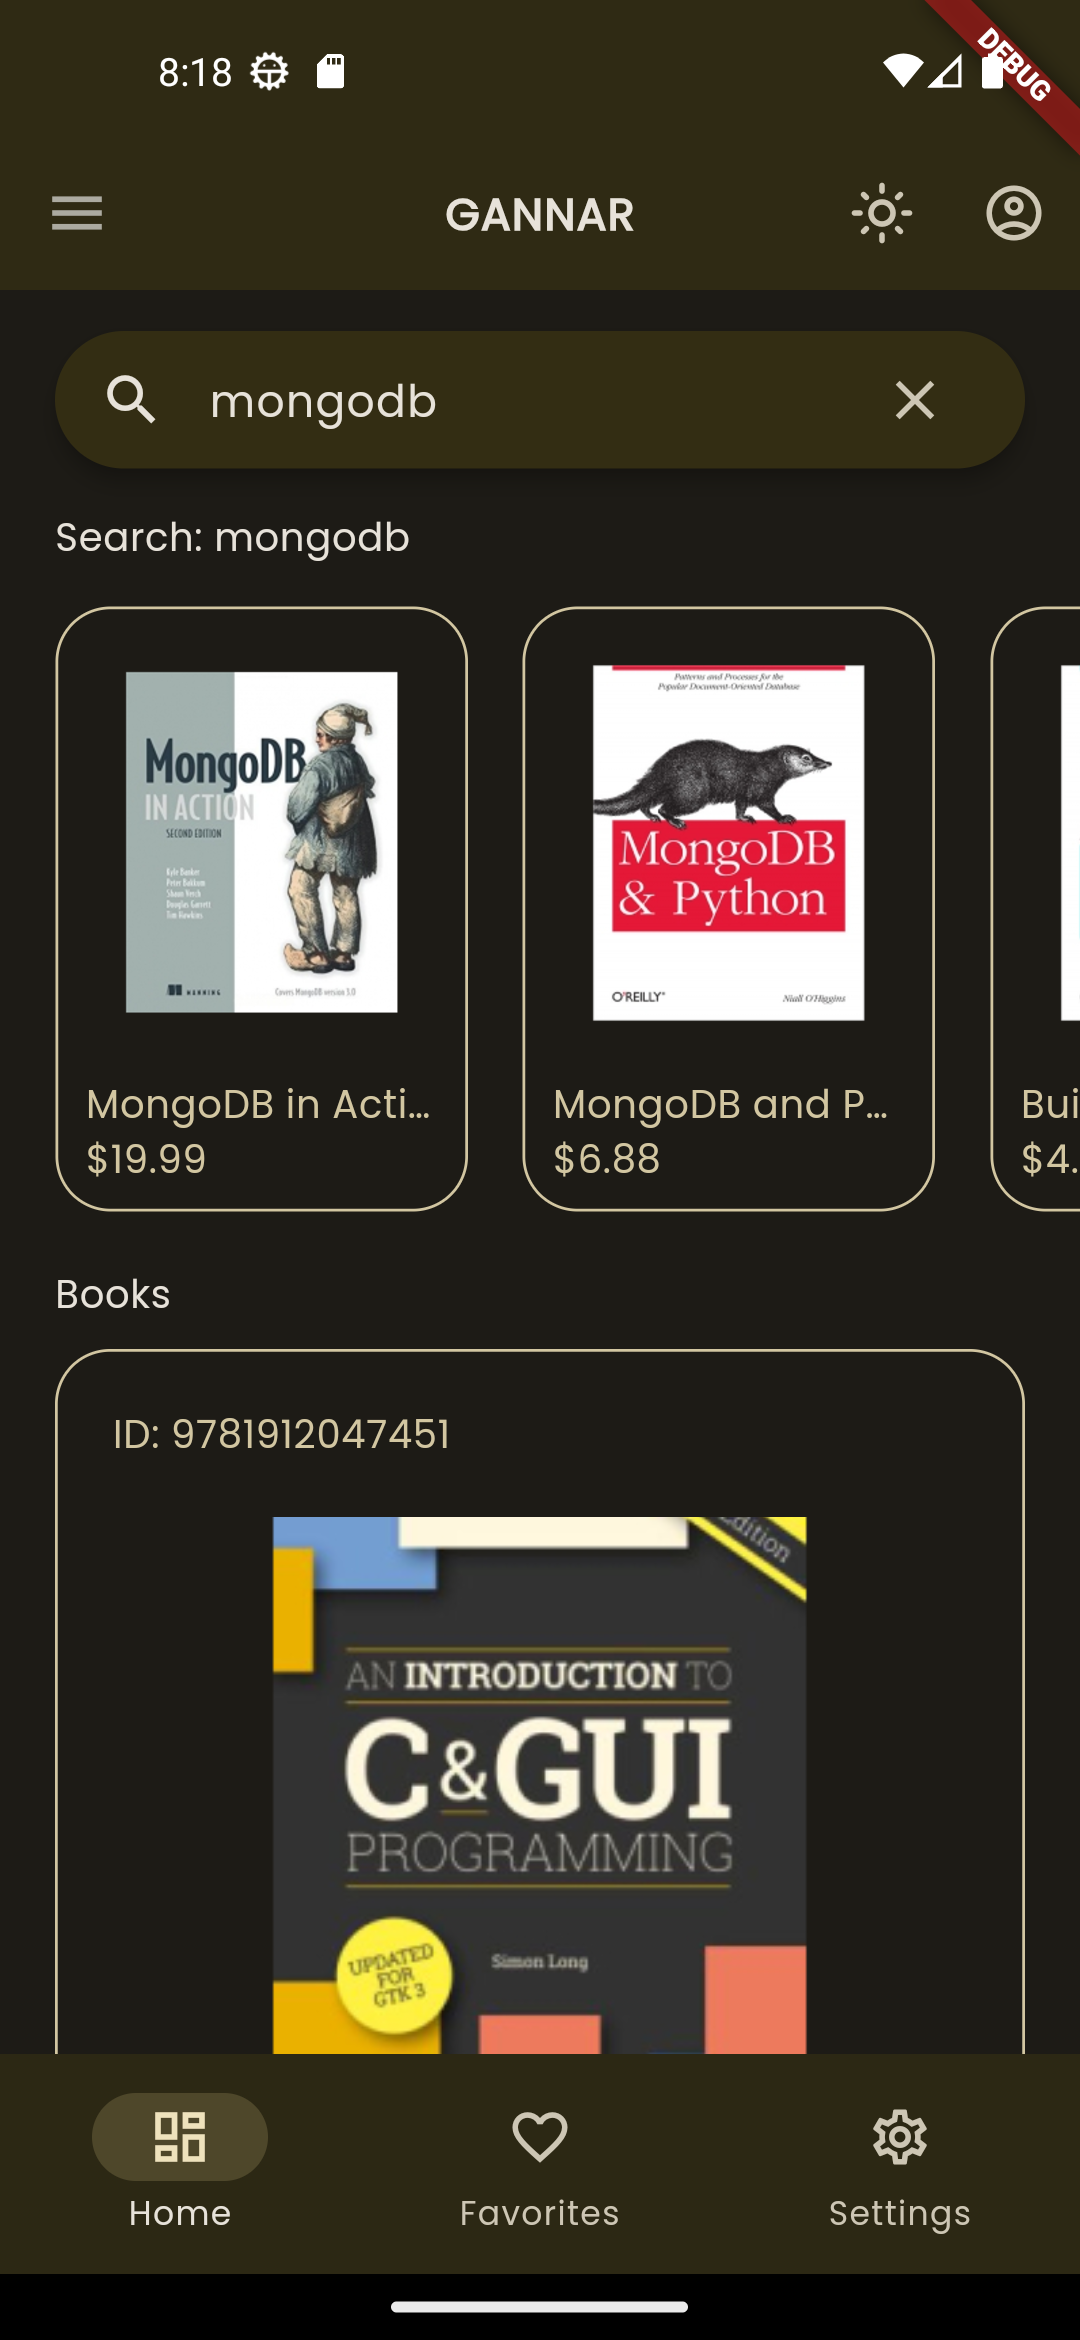 8:18
DEBUG
GANNAR
mongodb
Search: mongodb
MongoDB
IN ACTION
SECOND EDITION
Kyle Banker
Peter Bakkum
Shaun Verch
Douglas Garrett
Tim Hawkins
MANNING
Covers MongoDB version 3.0
MongoDB in Acti...
$19.99
Patterns and Processes for the
Popular Document-Oriented Database
MongoDB
& Python
O'REILLY®
Niall O'Higgins
MongoDB and P...
$6.88
Bui
$4.
Books
ID: 9781912047451
Edition
AN INTRODUCTION TO
C & GUI
PROGRAMMING
UPDATED
FOR
GTK 3
Simon Long
Home
Favorites
Settings